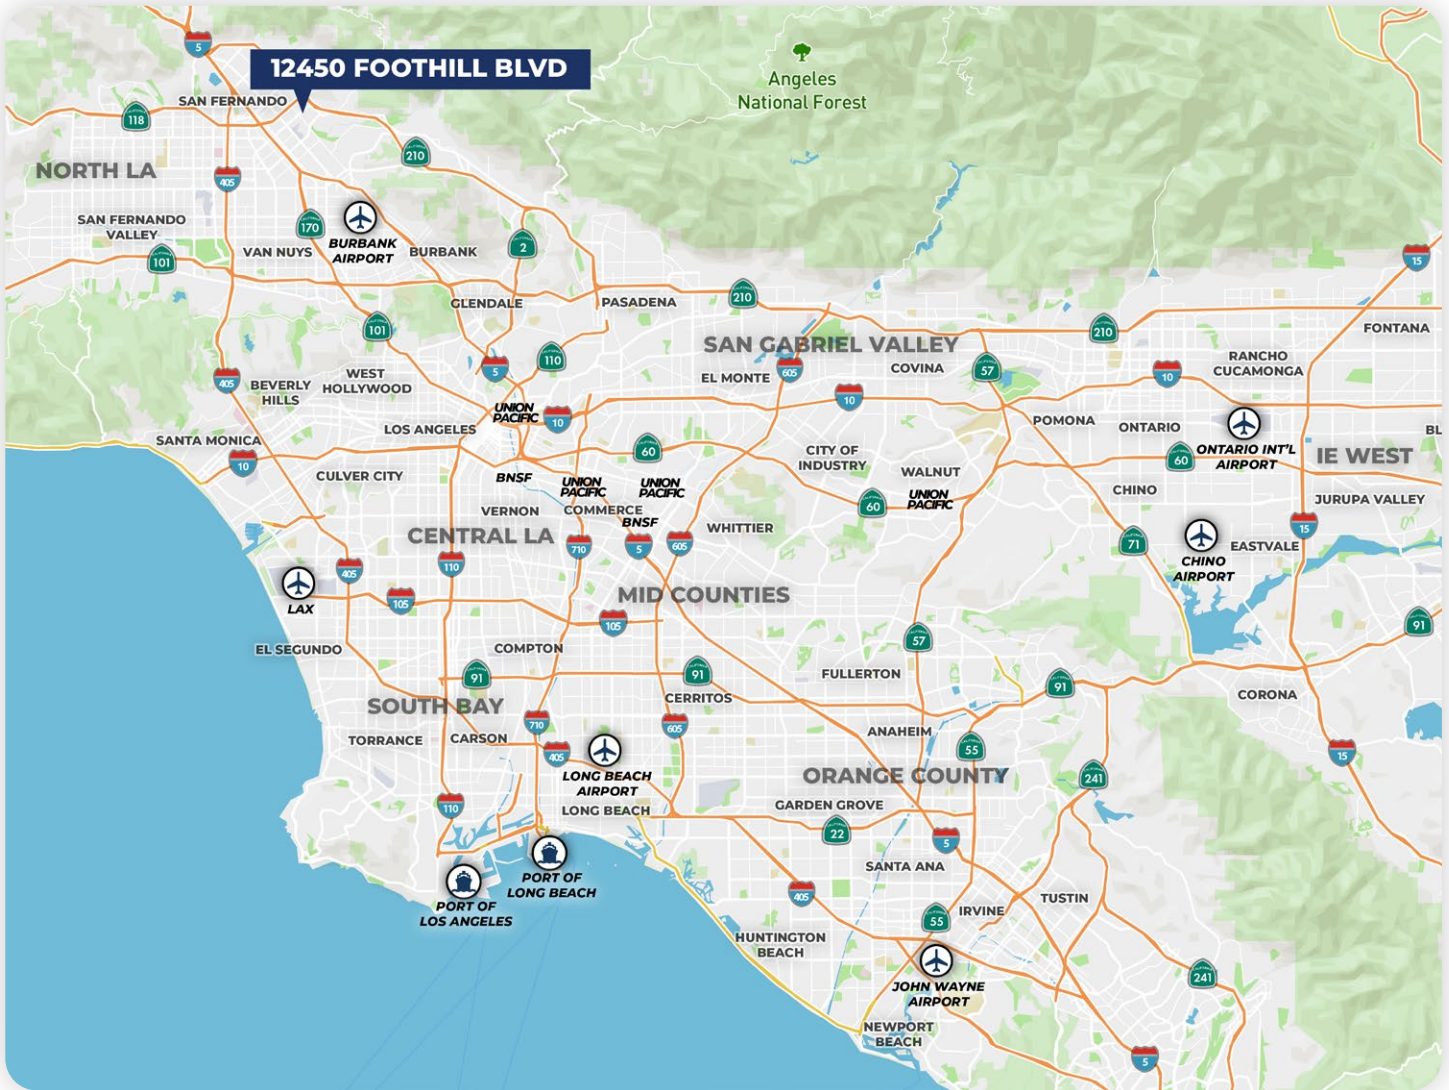 5
12450 FOOTHILL BLVD
Angeles
National Forest
SAN FERNANDO
118
210
NORTH LA
405
SAN FERNANDO
VALLEY
170
BURBANK
AIRPORT
VAN NUYS
BURBANK
2
101
15
GLENDALE
PASADENA
210
101
210
FONTANA
SAN GABRIEL VALLEY
5
110
605
EL MONTE
COVINA
57
RANCHO
CUCAMONGA
10
405
BEVERLY
HILLS
WEST
HOLLYWOOD
10
UNION
PACIFIC
10
LOS ANGELES
POMONA
ONTARIO
BL
SANTA MONICA
60
CITY OF
INDUSTRY
60
ONTARIO INT'L
AIRPORT
IE WEST
10
CULVER CITY
BNSF
UNION
PACIFIC
UNION
PACIFIC
WALNUT
CHINO
JURUPA VALLEY
VERNON
COMMERCE
BNSF
60
UNION
PACIFIC
15
CENTRAL LA
WHITTIER
710
5
605
71
EASTVALE
CHINO
AIRPORT
405
110
LAX
105
MID COUNTIES
105
91
EL SEGUNDO
COMPTON
57
91
91
FULLERTON
91
CERRITOS
CORONA
SOUTH BAY
710
605
TORRANCE
CARSON
405
ANAHEIM
55
15
LONG BEACH
AIRPORT
ORANGE COUNTY
241
110
LONG BEACH
GARDEN GROVE
22
5
PORT OF
LONG BEACH
SANTA ANA
405
PORT OF
LOS ANGELES
TUSTIN
55
IRVINE
HUNTINGTON
BEACH
241
JOHN WAYNE
AIRPORT
NEWPORT
BEACH
5